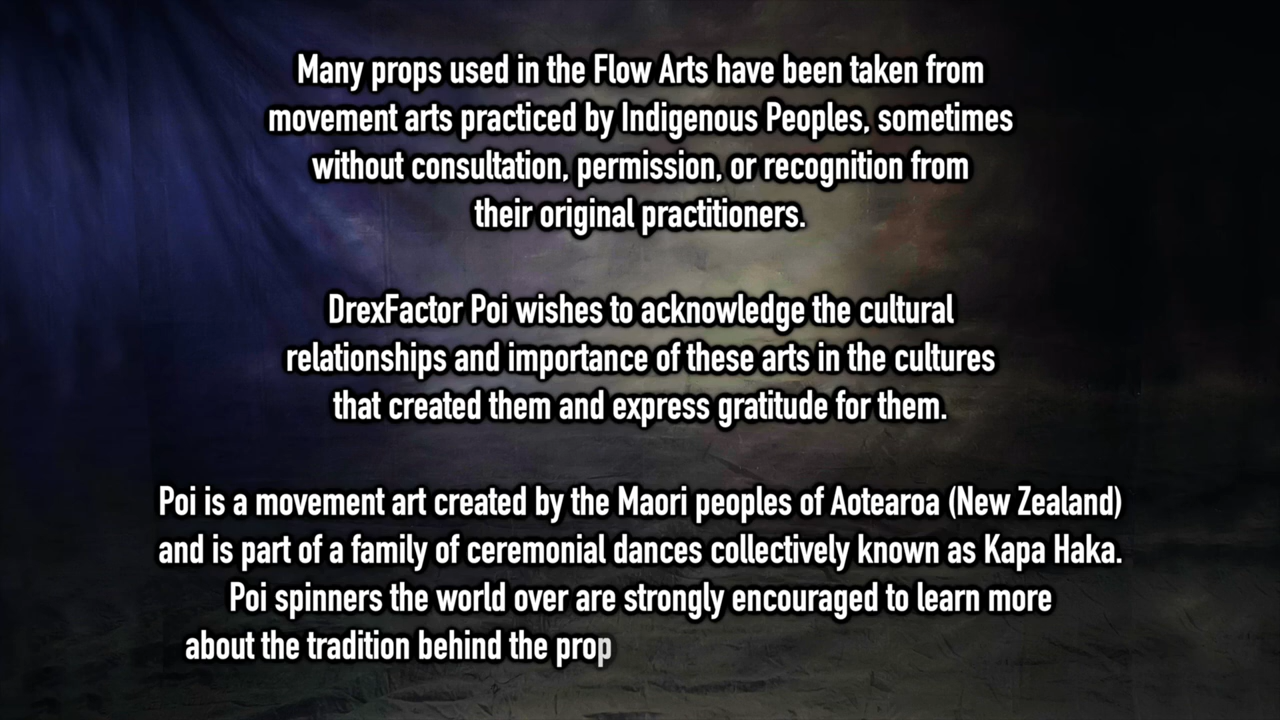 Many props used in the Flow Arts have been taken from
movement arts practiced by Indigenous Peoples, sometimes
without consultation, permission, or recognition from
their original practitioners.
DrexFactor Poi wishes to acknowledge the cultural
relationships and importance of these arts in the cultures
that created them and express gratitude for them.
Poi is a movement art created by the Maori peoples of Aotearoa (New Zealand)
and is part of a family of ceremonial dances collectively known as Kapa Haka.
Poi spinners the world over are strongly encouraged to learn more
about the tradition behind the prop